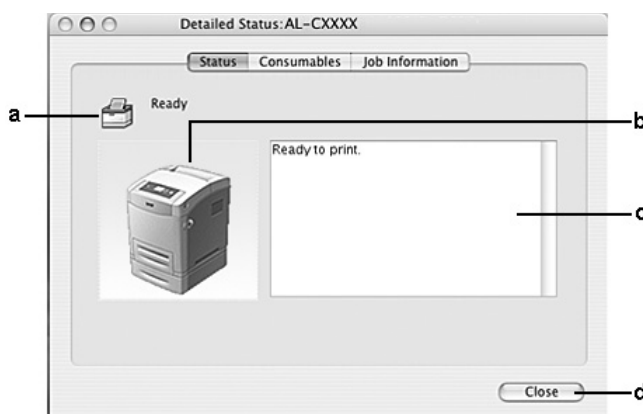 Detailed Status: AL-CXXXX
Status Consumables Job Information
a
Ready
b
Ready to print.
c
Close
d